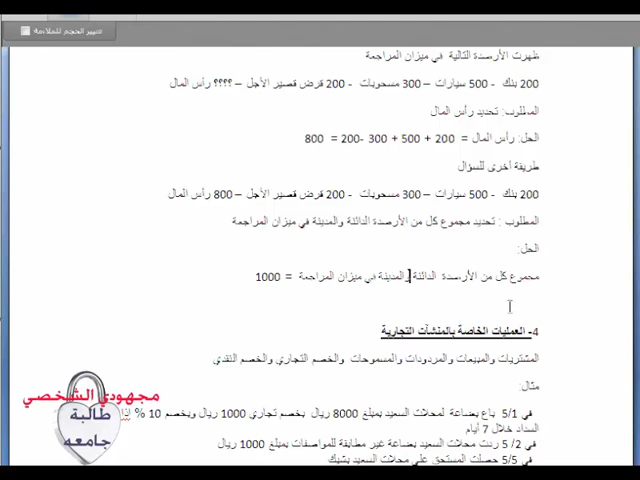 تغيير الحجم للملاءمة
ظهرت الأرصدة التالية في ميزان المراجعة
200 بنك - 500 سيارات – 300 مسحوبات - 200 قرض قصير الأجل – ؟؟؟؟ رأس المال
المطلوب: تحديد رأس المال
الحل: رأس المال = 200 + 500 + 300 -200 = 800
طريقة أخرى للسؤال
200 بنك - 500 سيارات – 300 مسحوبات - 200 قرض قصير الأجل – 800 رأس المال
المطلوب : تحديد مجموع كل من الأرصدة الدائنة والمدينة في ميزان المراجعة
الحل:
مجموع كل من الأرصدة الدائنة والمدينة في ميزان المراجعة = 1000
4- العمليات الخاصة بالمنشآت التجارية
المشتريات والمبيعات والمردودات والمسموحات والخصم التجاري والخصم النقدي
مثال:
في 5/1 باع بضاعة لمحلات السعيد بمبلغ 8000 ريال بخصم تجاري 1000 ريال وبخصم 10 % إذا
السداد خلال 7 أيام
في 5/2 ردت محلات السعيد بضاعة غير مطابقة للمواصفات بمبلغ 1000 ريال
في 5/5 حصلت المستحق على محلات السعيد بشيك
مجهودي الشخصي
طالبة
جامعه